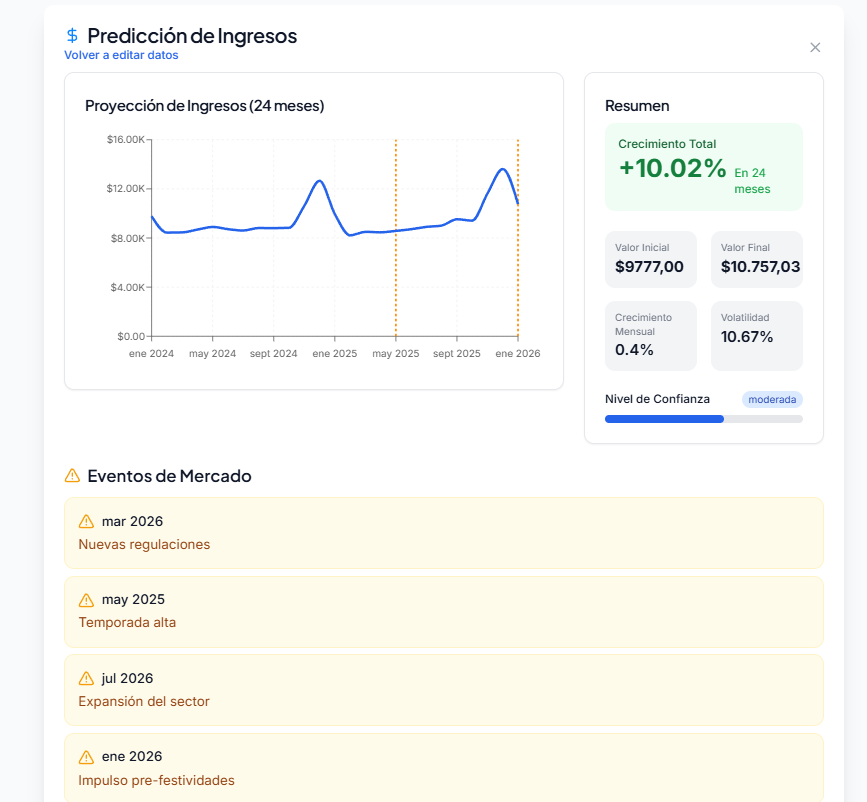 Predicción de Ingresos
Volver a editar datos
Proyección de Ingresos (24 meses)
$16.00K
$12.00K
$8.00K
$4.00K
$0.00
ene 2024 may 2024 sept 2024 ene 2025 may 2025 sept 2025 ene 2026
Resumen
Crecimiento Total
+10.02% En 24
meses
Valor Inicial
$9777,00
Valor Final
$10.757,03
Crecimiento
Mensual
0.4%
Volatilidad
10.67%
Nivel de Confianza moderada
Eventos de Mercado
mar 2026
Nuevas regulaciones
may 2025
Temporada alta
jul 2026
Expansión del sector
ene 2026
Impulso pre-festividades